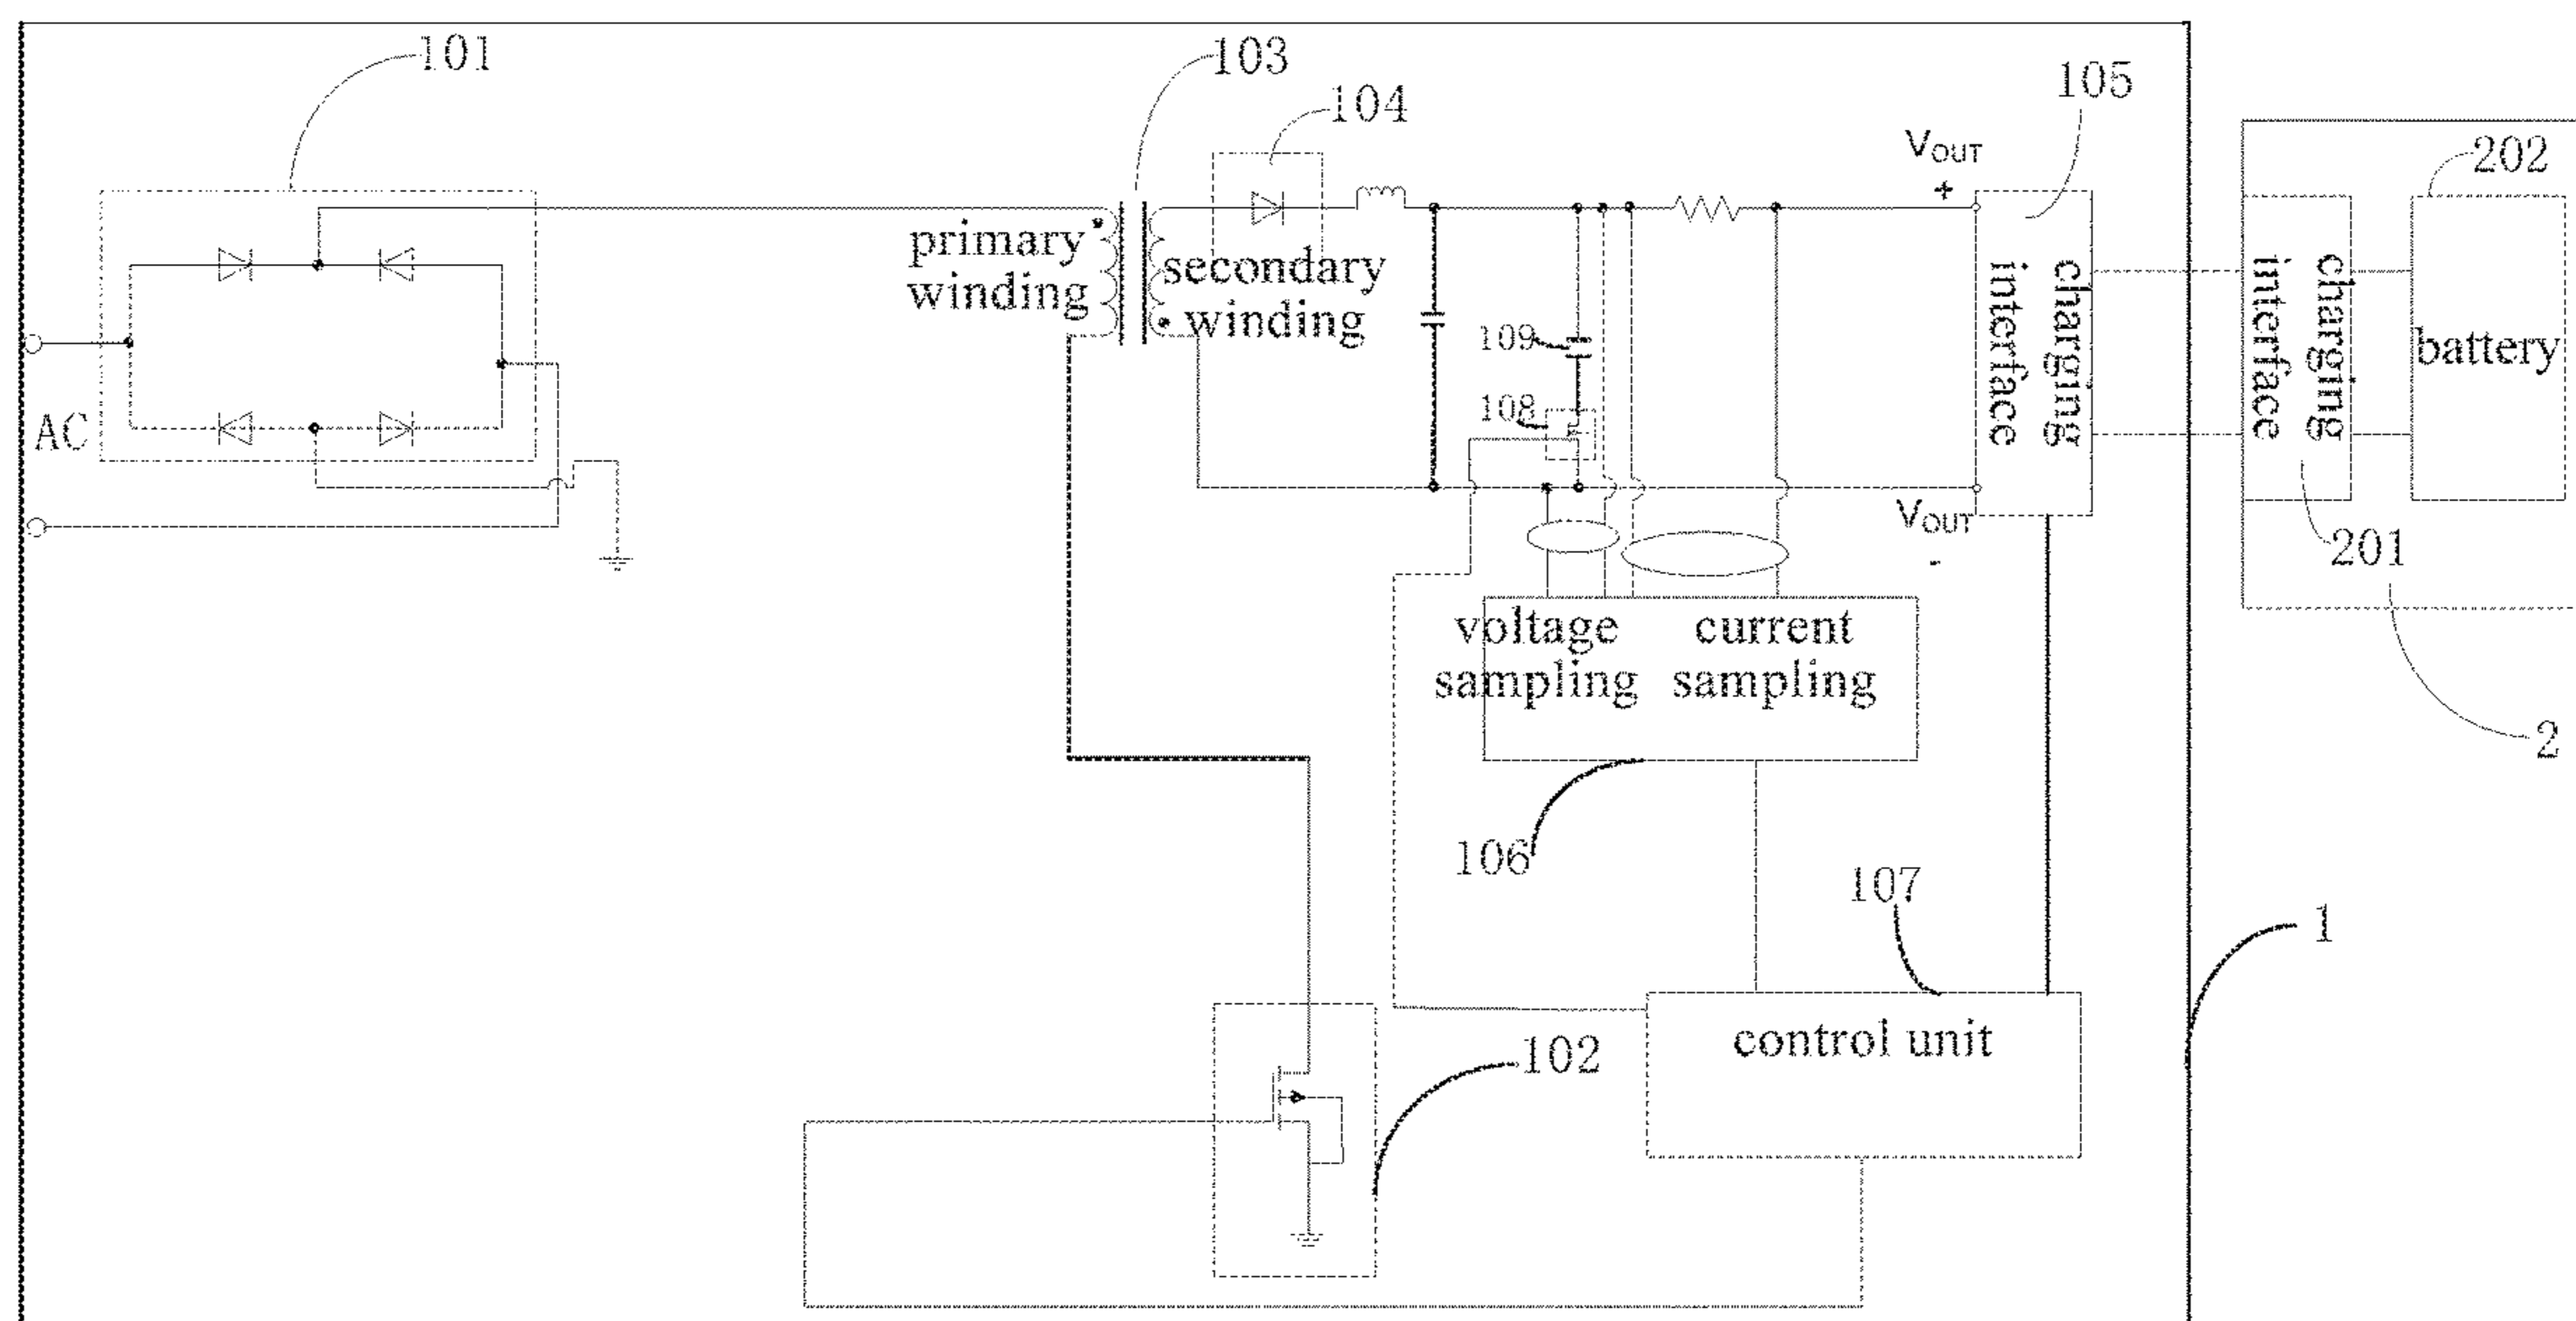 101
103
104
105
202
VOUT
+
primary
winding
secondary
winding
109
108
AC
charging
interface
charging
interface
battery
VOUT
-
201
2
voltage
sampling
current
sampling
106
107
1
control unit
102